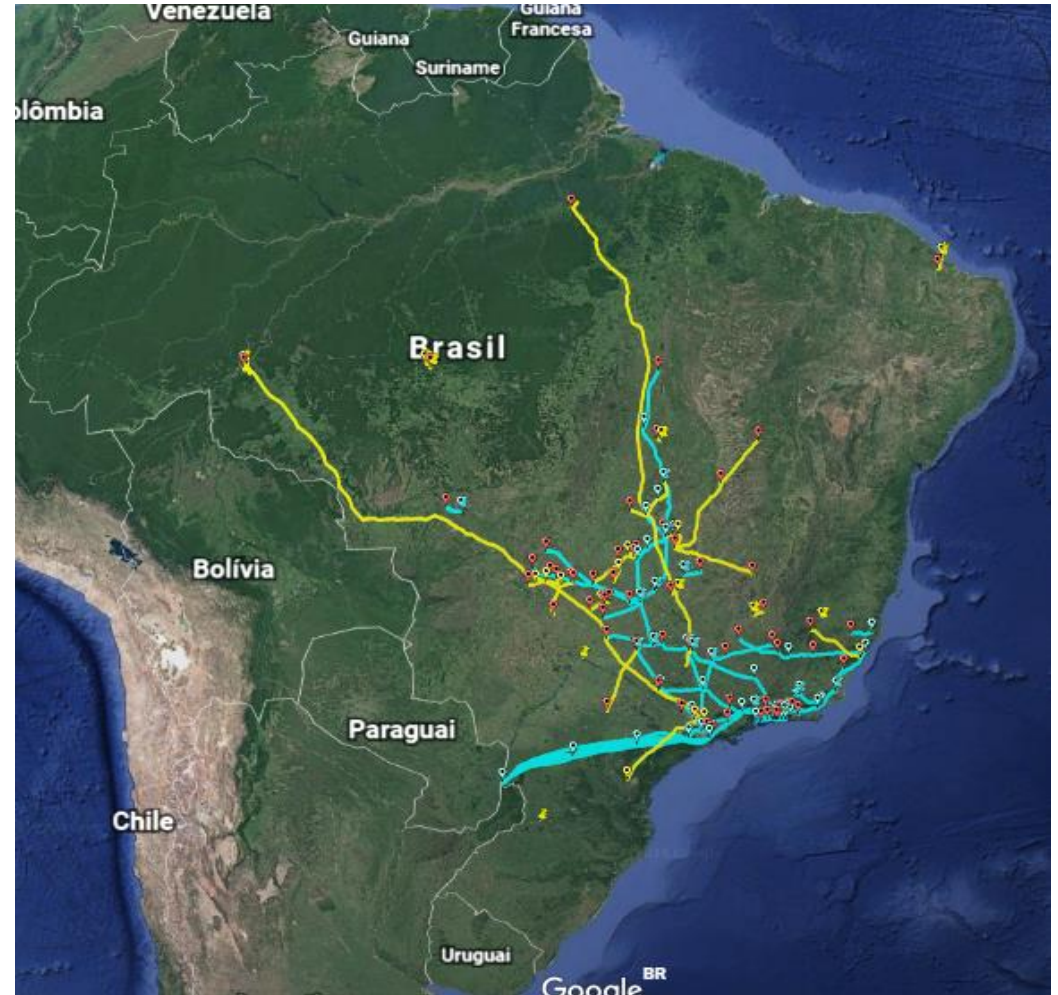 Venezuela
Guiana
Francesa
Guiana
Suriname
olômbia
Brasil
Bolívia
Paraguai
Chile
Uruguai
Google BR